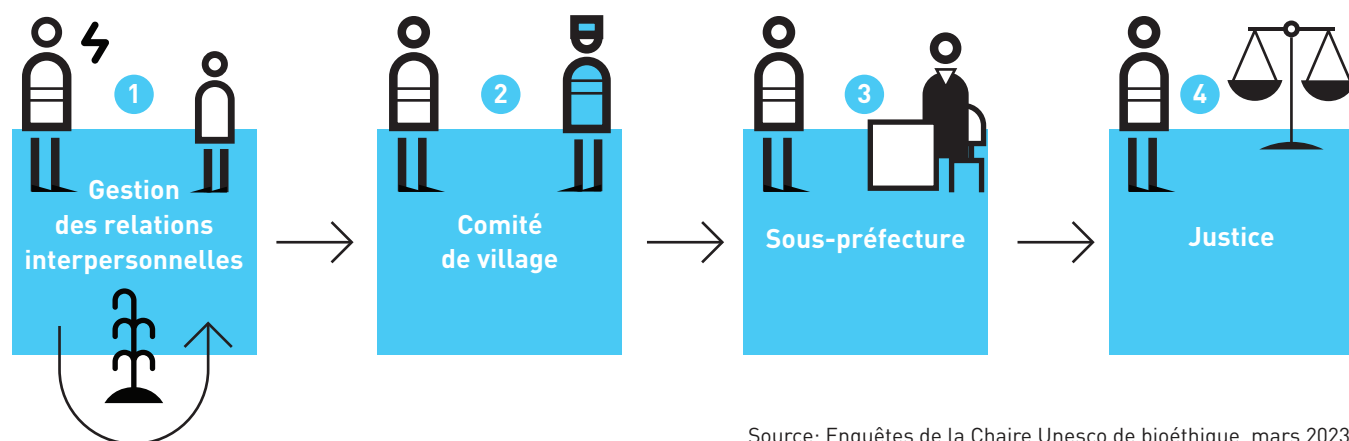 1
Gestion
des relations
interpersonnelles
2
Comité
de village
3
Sous-préfecture
4
Justice
Source: Enquêtes de la Chaire Unesco de bioéthique, mars 2023